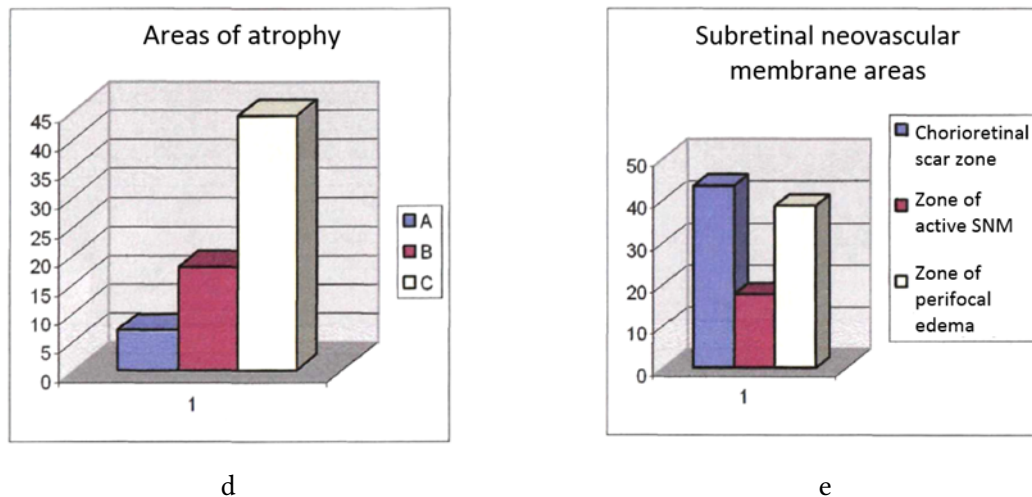 Areas of atrophy
45
40
35
30
25
20
15
10
5
0
1
A
B
C
d
Subretinal neovascular
membrane areas
50
40
30
20
10
0
1
Chorioretinal
scar zone
Zone of
active SNM
Zone of
perifocal
edema
e